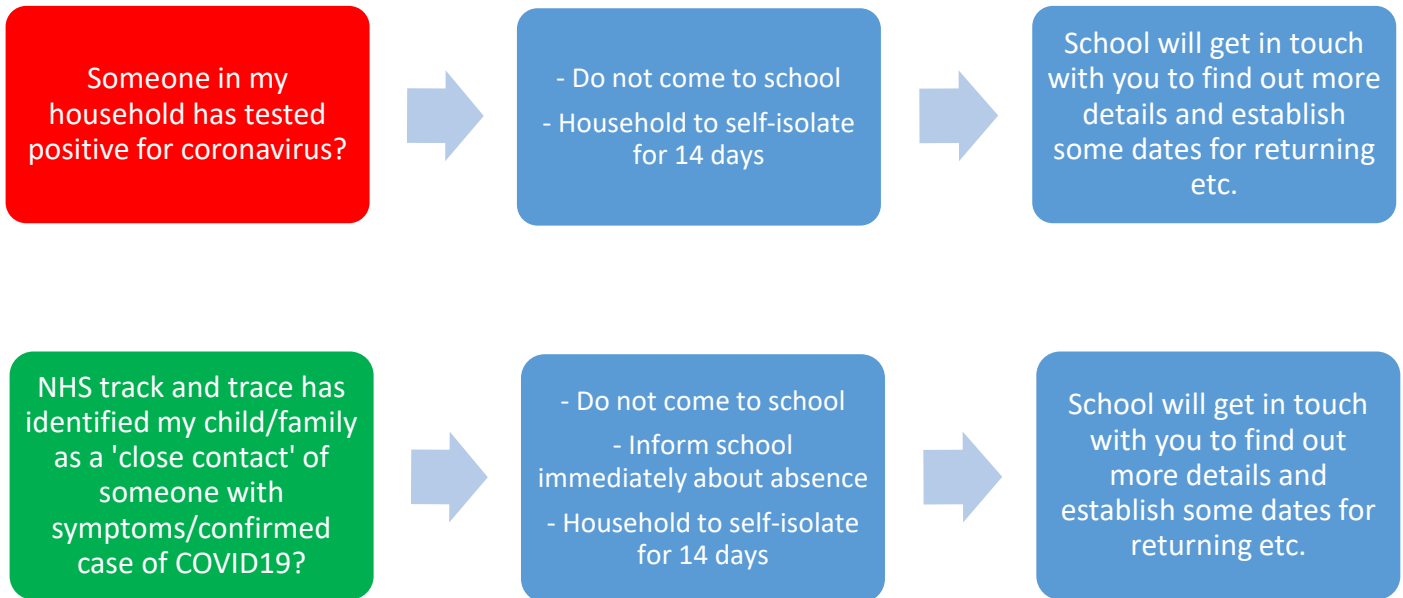 Someone in my
household has tested
positive for coronavirus?
- Do not come to school
- Household to self-isolate
for 14 days
School will get in touch
with you to find out more
details and establish
some dates for returning
etc.
NHS track and trace has
identified my child/family
as a 'close contact' of
someone with
symptoms/confirmed
case of COVID19?
- Do not come to school
- Inform school
immediately about absence
- Household to self-isolate
for 14 days
School will get in touch
with you to find out
more details and
establish some dates for
returning etc.